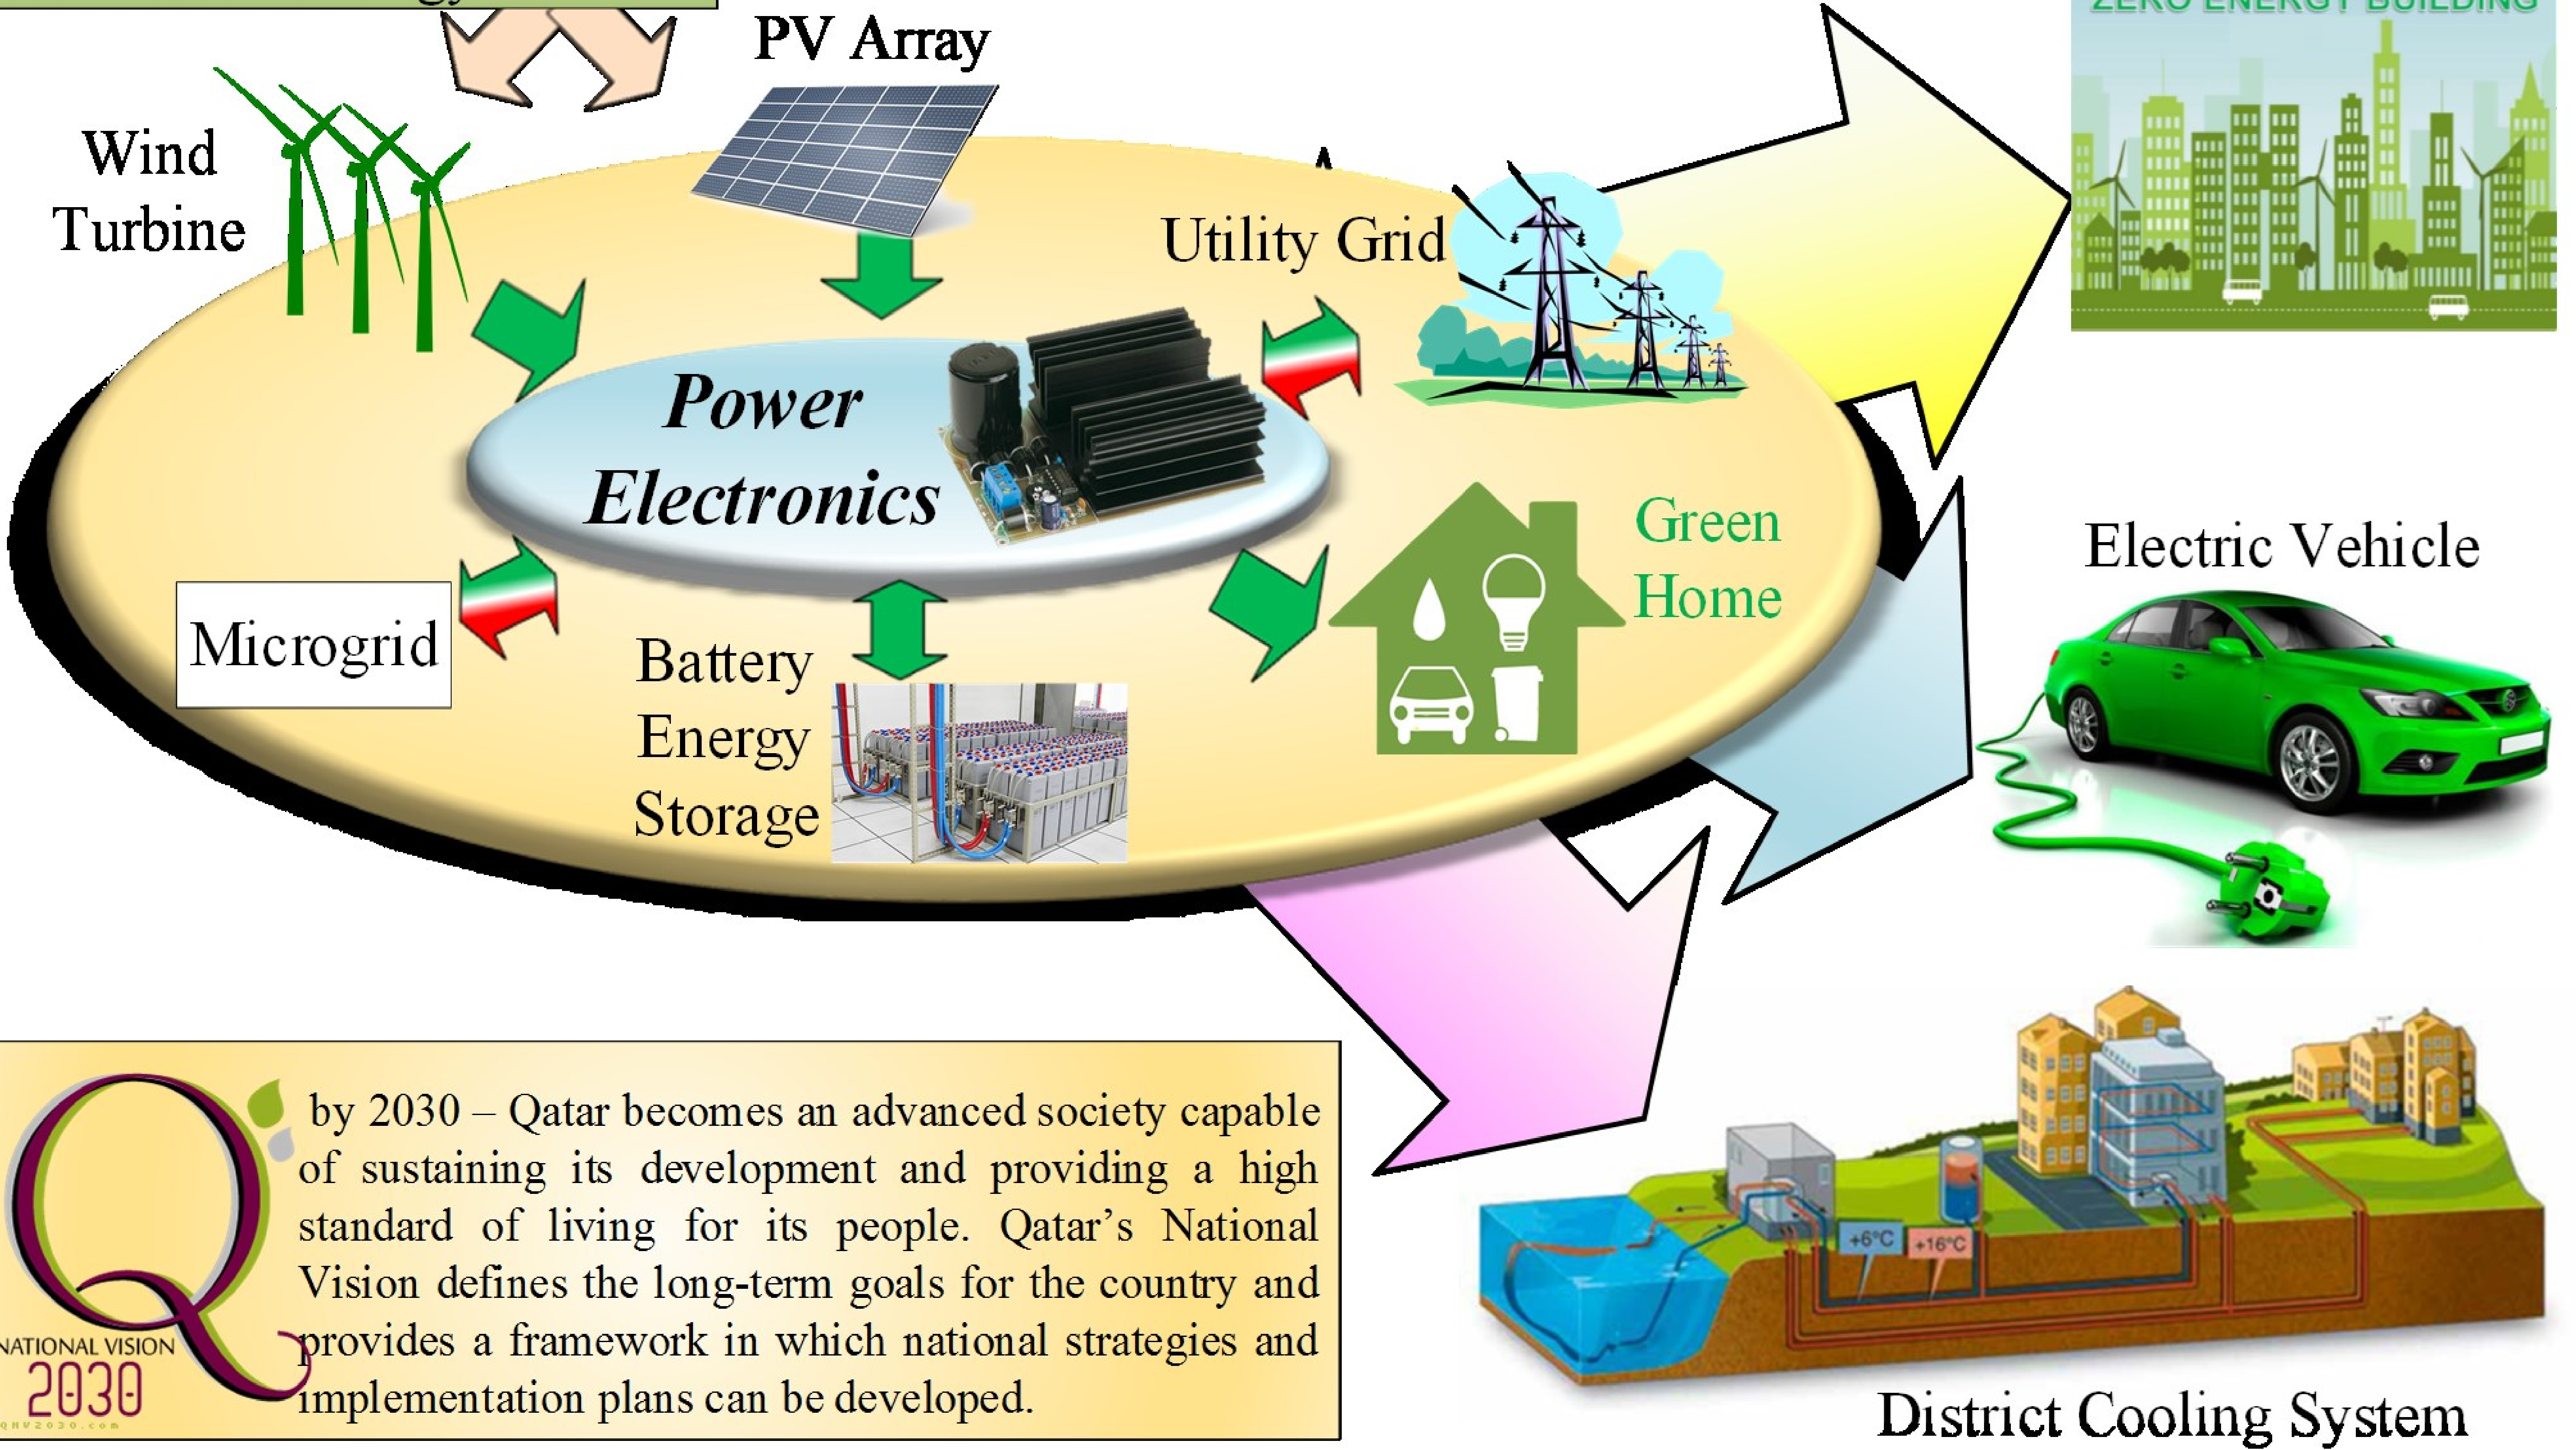 PV Array
ZERO ENERGY BUILDING
Wind
Turbine
Utility Grid
Power
Electronics
Green
Home
Electric Vehicle
Microgrid
Battery
Energy
Storage
by 2030 – Qatar becomes an advanced society capable
of sustaining its development and providing a high
standard of living for its people. Qatar’s National
Vision defines the long-term goals for the country and
provides a framework in which national strategies and
implementation plans can be developed.
NATIONAL VISION
2030
+6°C
+16°C
District Cooling System